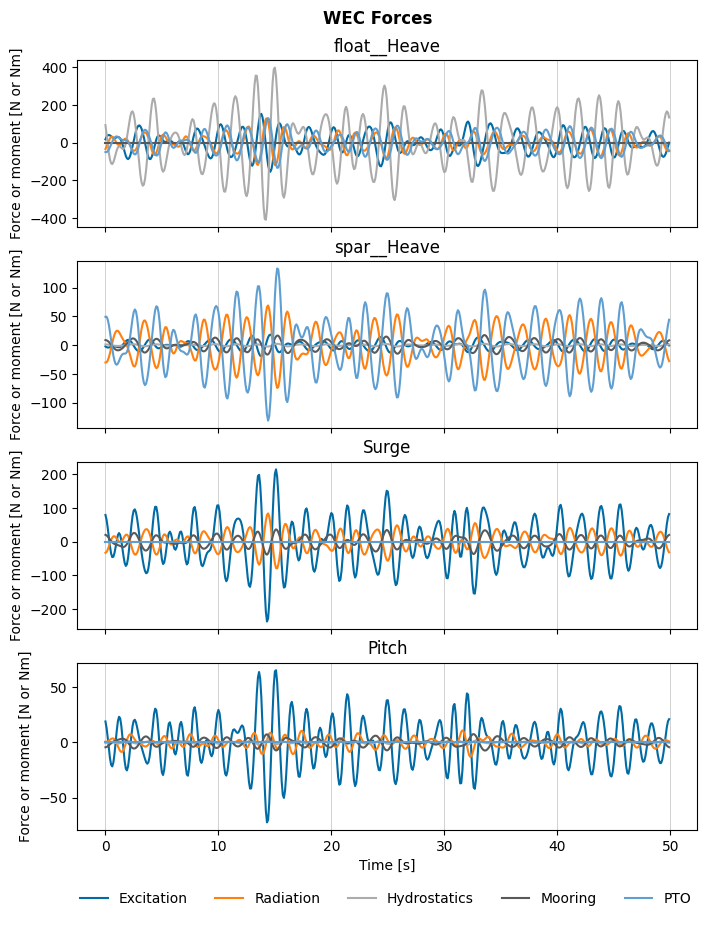 WEC Forces
float__Heave
Force or moment [N or Nm]
400
200
0
−200
−400
spar__Heave
Force or moment [N or Nm]
100
50
0
−50
−100
Surge
Force or moment [N or Nm]
200
100
0
−100
−200
Pitch
Force or moment [N or Nm]
50
0
−50
0 10 20 30 40 50
Time [s]
Excitation Radiation Hydrostatics Mooring PTO